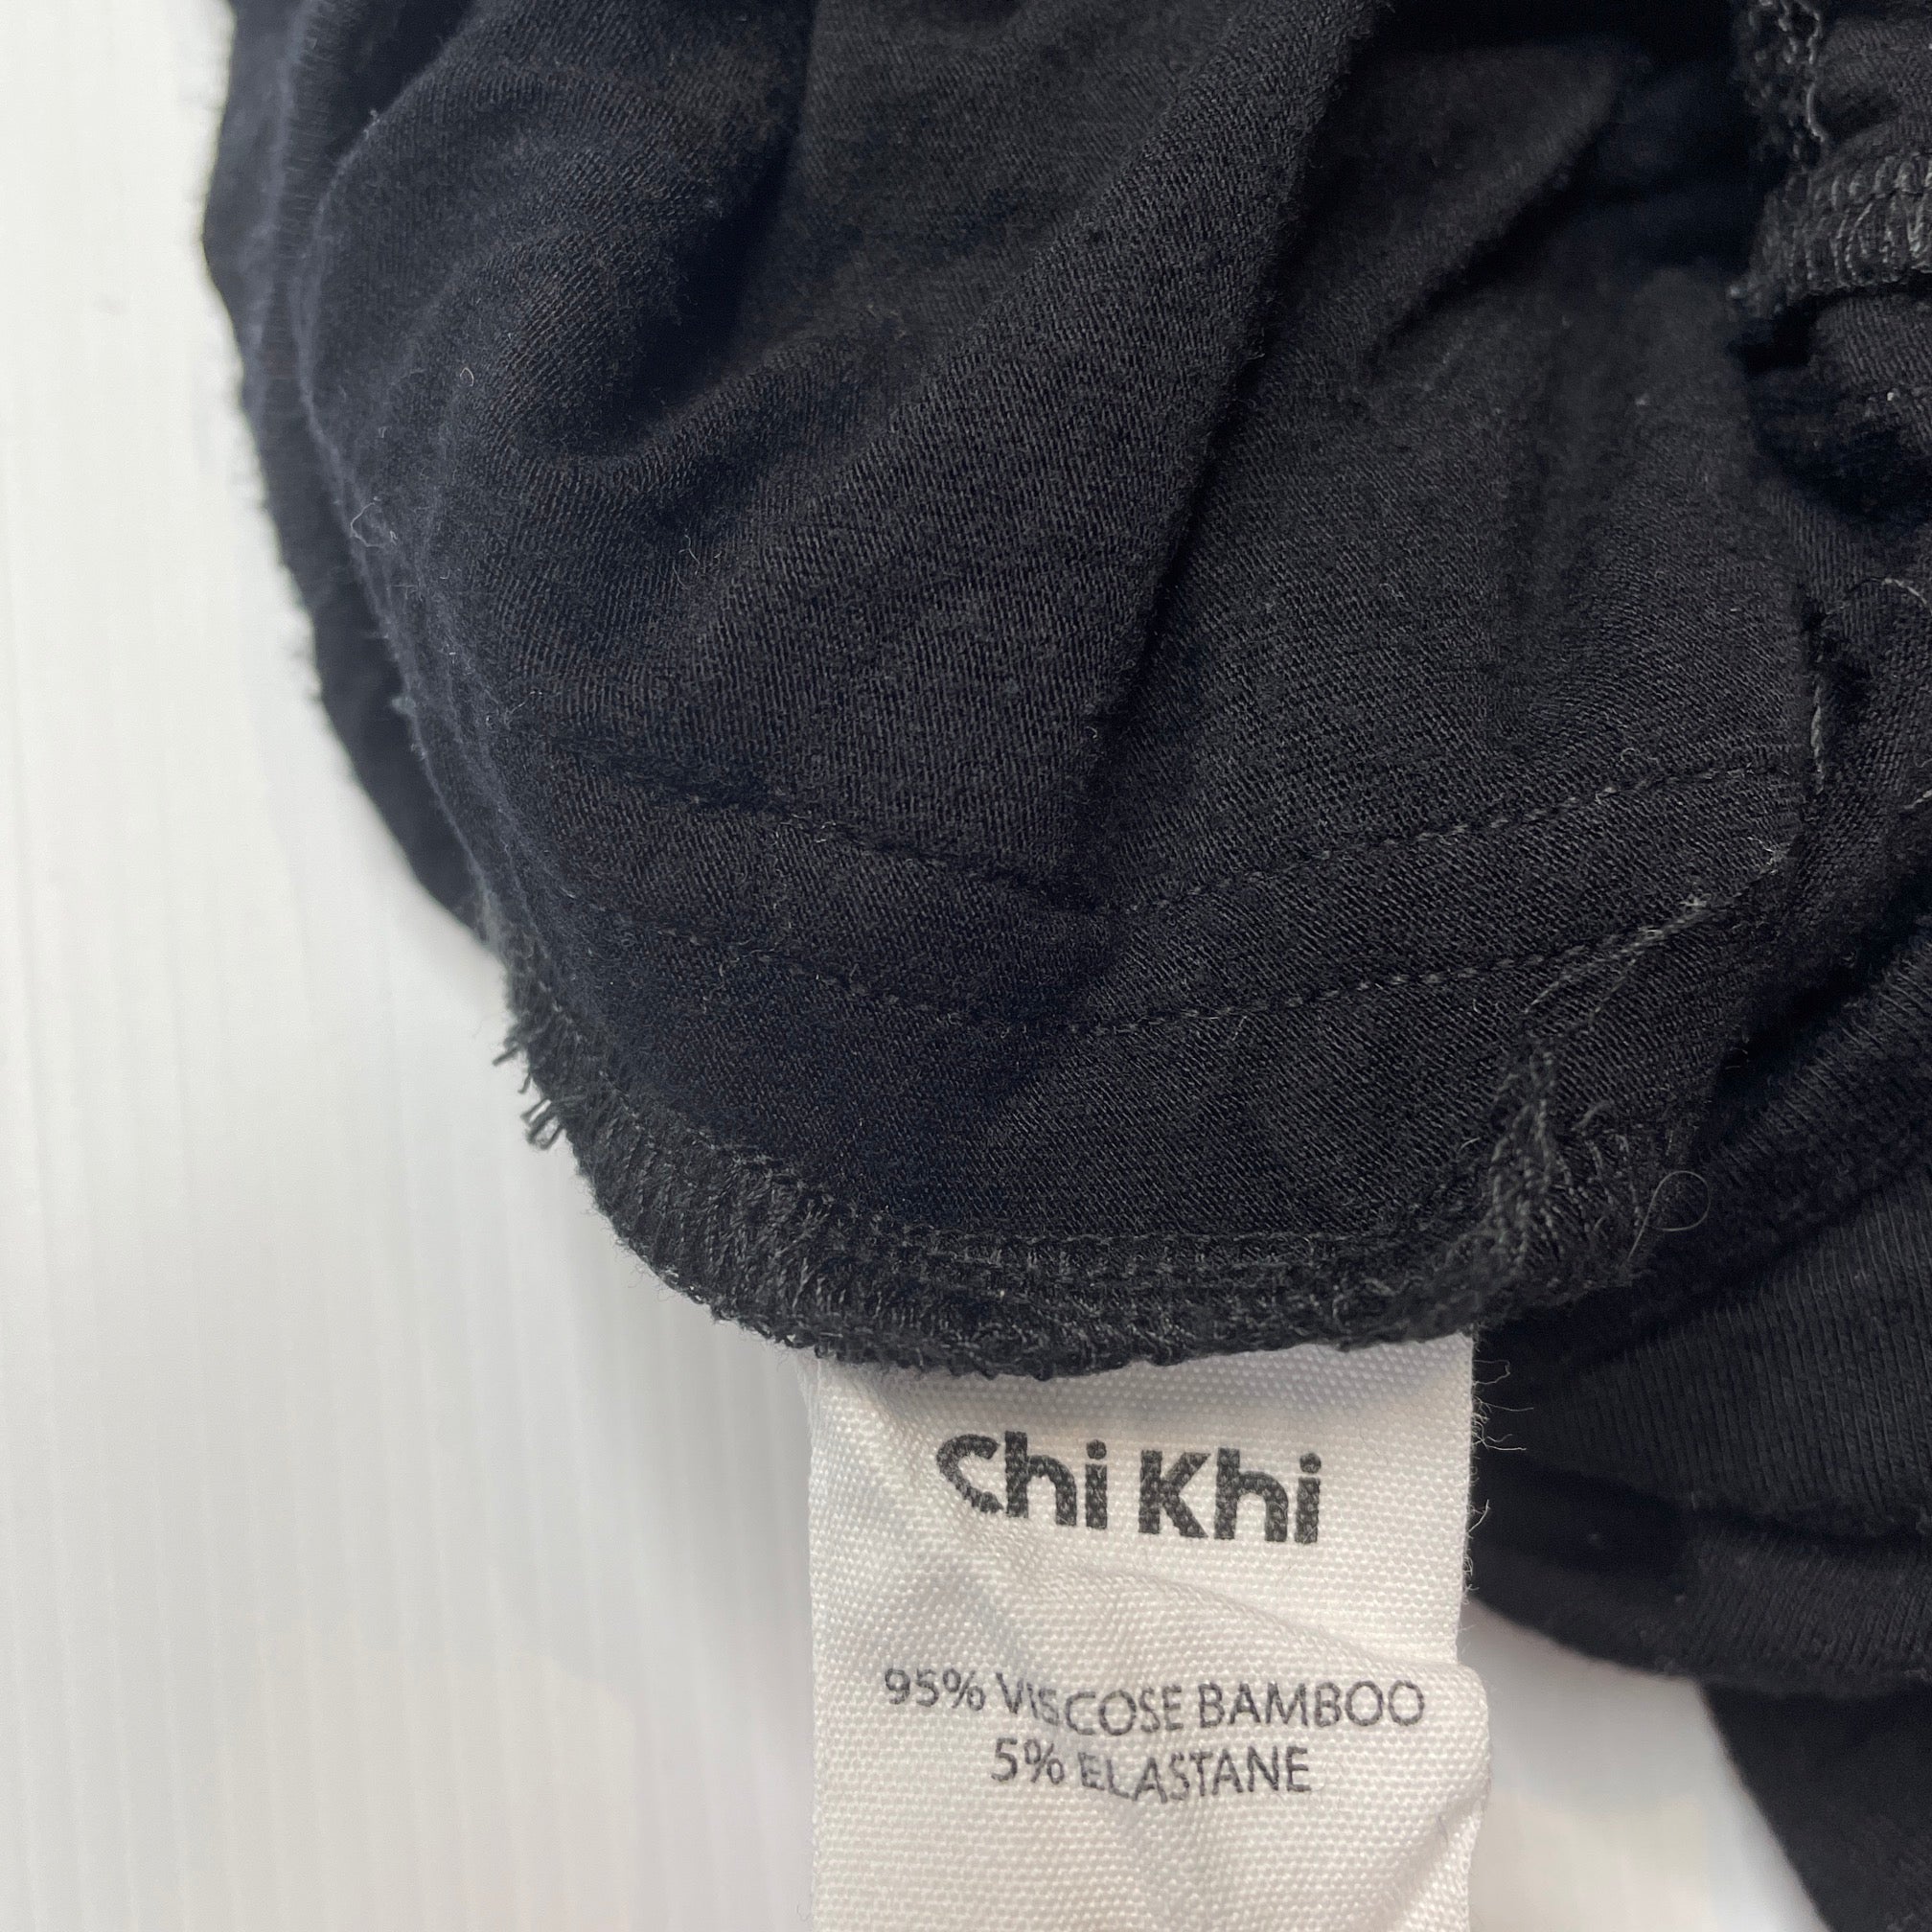 Chi Khi
95% VISCOSE BAMBOO
5% ELASTANE